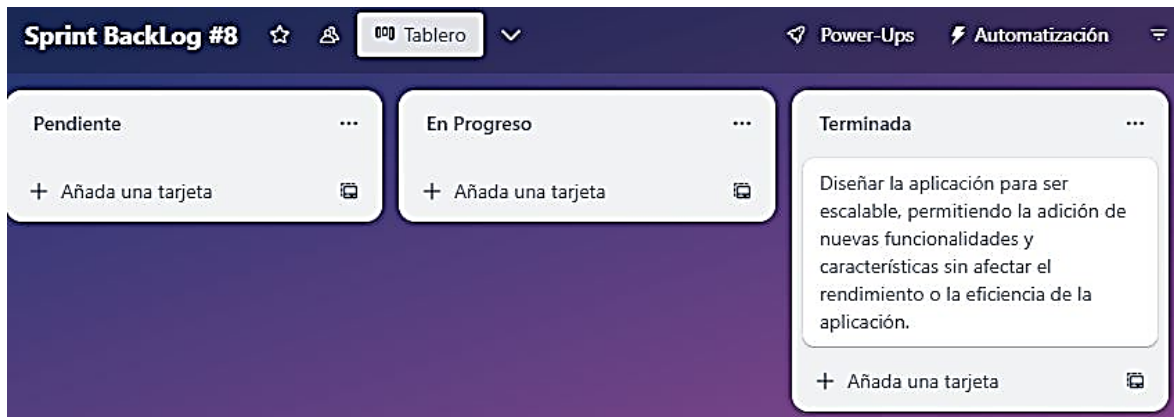 Sprint BackLog #8 Tablero Power-Ups Automatización
Pendiente
+ Añada una tarjeta
En Progreso
+ Añada una tarjeta
Terminada
Diseñar la aplicación para ser
escalable, permitiendo la adición de
nuevas funcionalidades y
características sin afectar el
rendimiento o la eficiencia de la
aplicación.
+ Añada una tarjeta